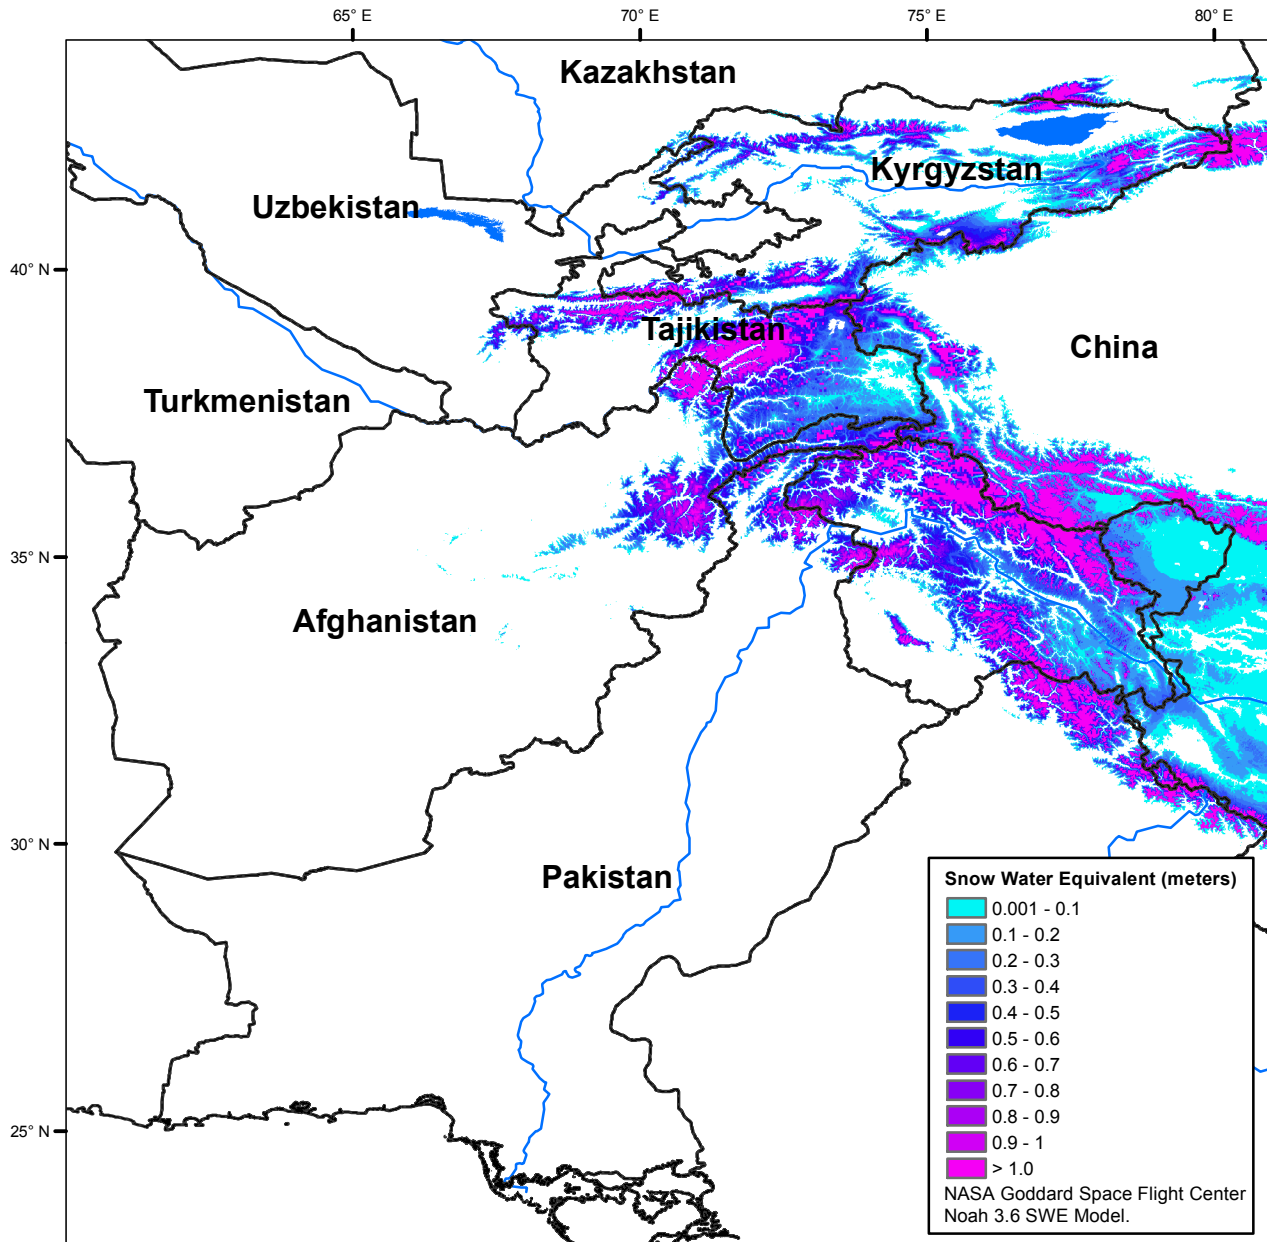 65° E
70° E
75° E
80° E
Kazakhstan
Kyrgyzstan
Uzbekistan
40° N
Tajikistan
China
Turkmenistan
35° N
Afghanistan
30° N
Pakistan
25° N
Snow Water Equivalent (meters)
0.001 - 0.1
0.1 - 0.2
0.2 - 0.3
0.3 - 0.4
0.4 - 0.5
0.5 - 0.6
0.6 - 0.7
0.7 - 0.8
0.8 - 0.9
0.9 - 1
> 1.0
NASA Goddard Space Flight Center
Noah 3.6 SWE Model.